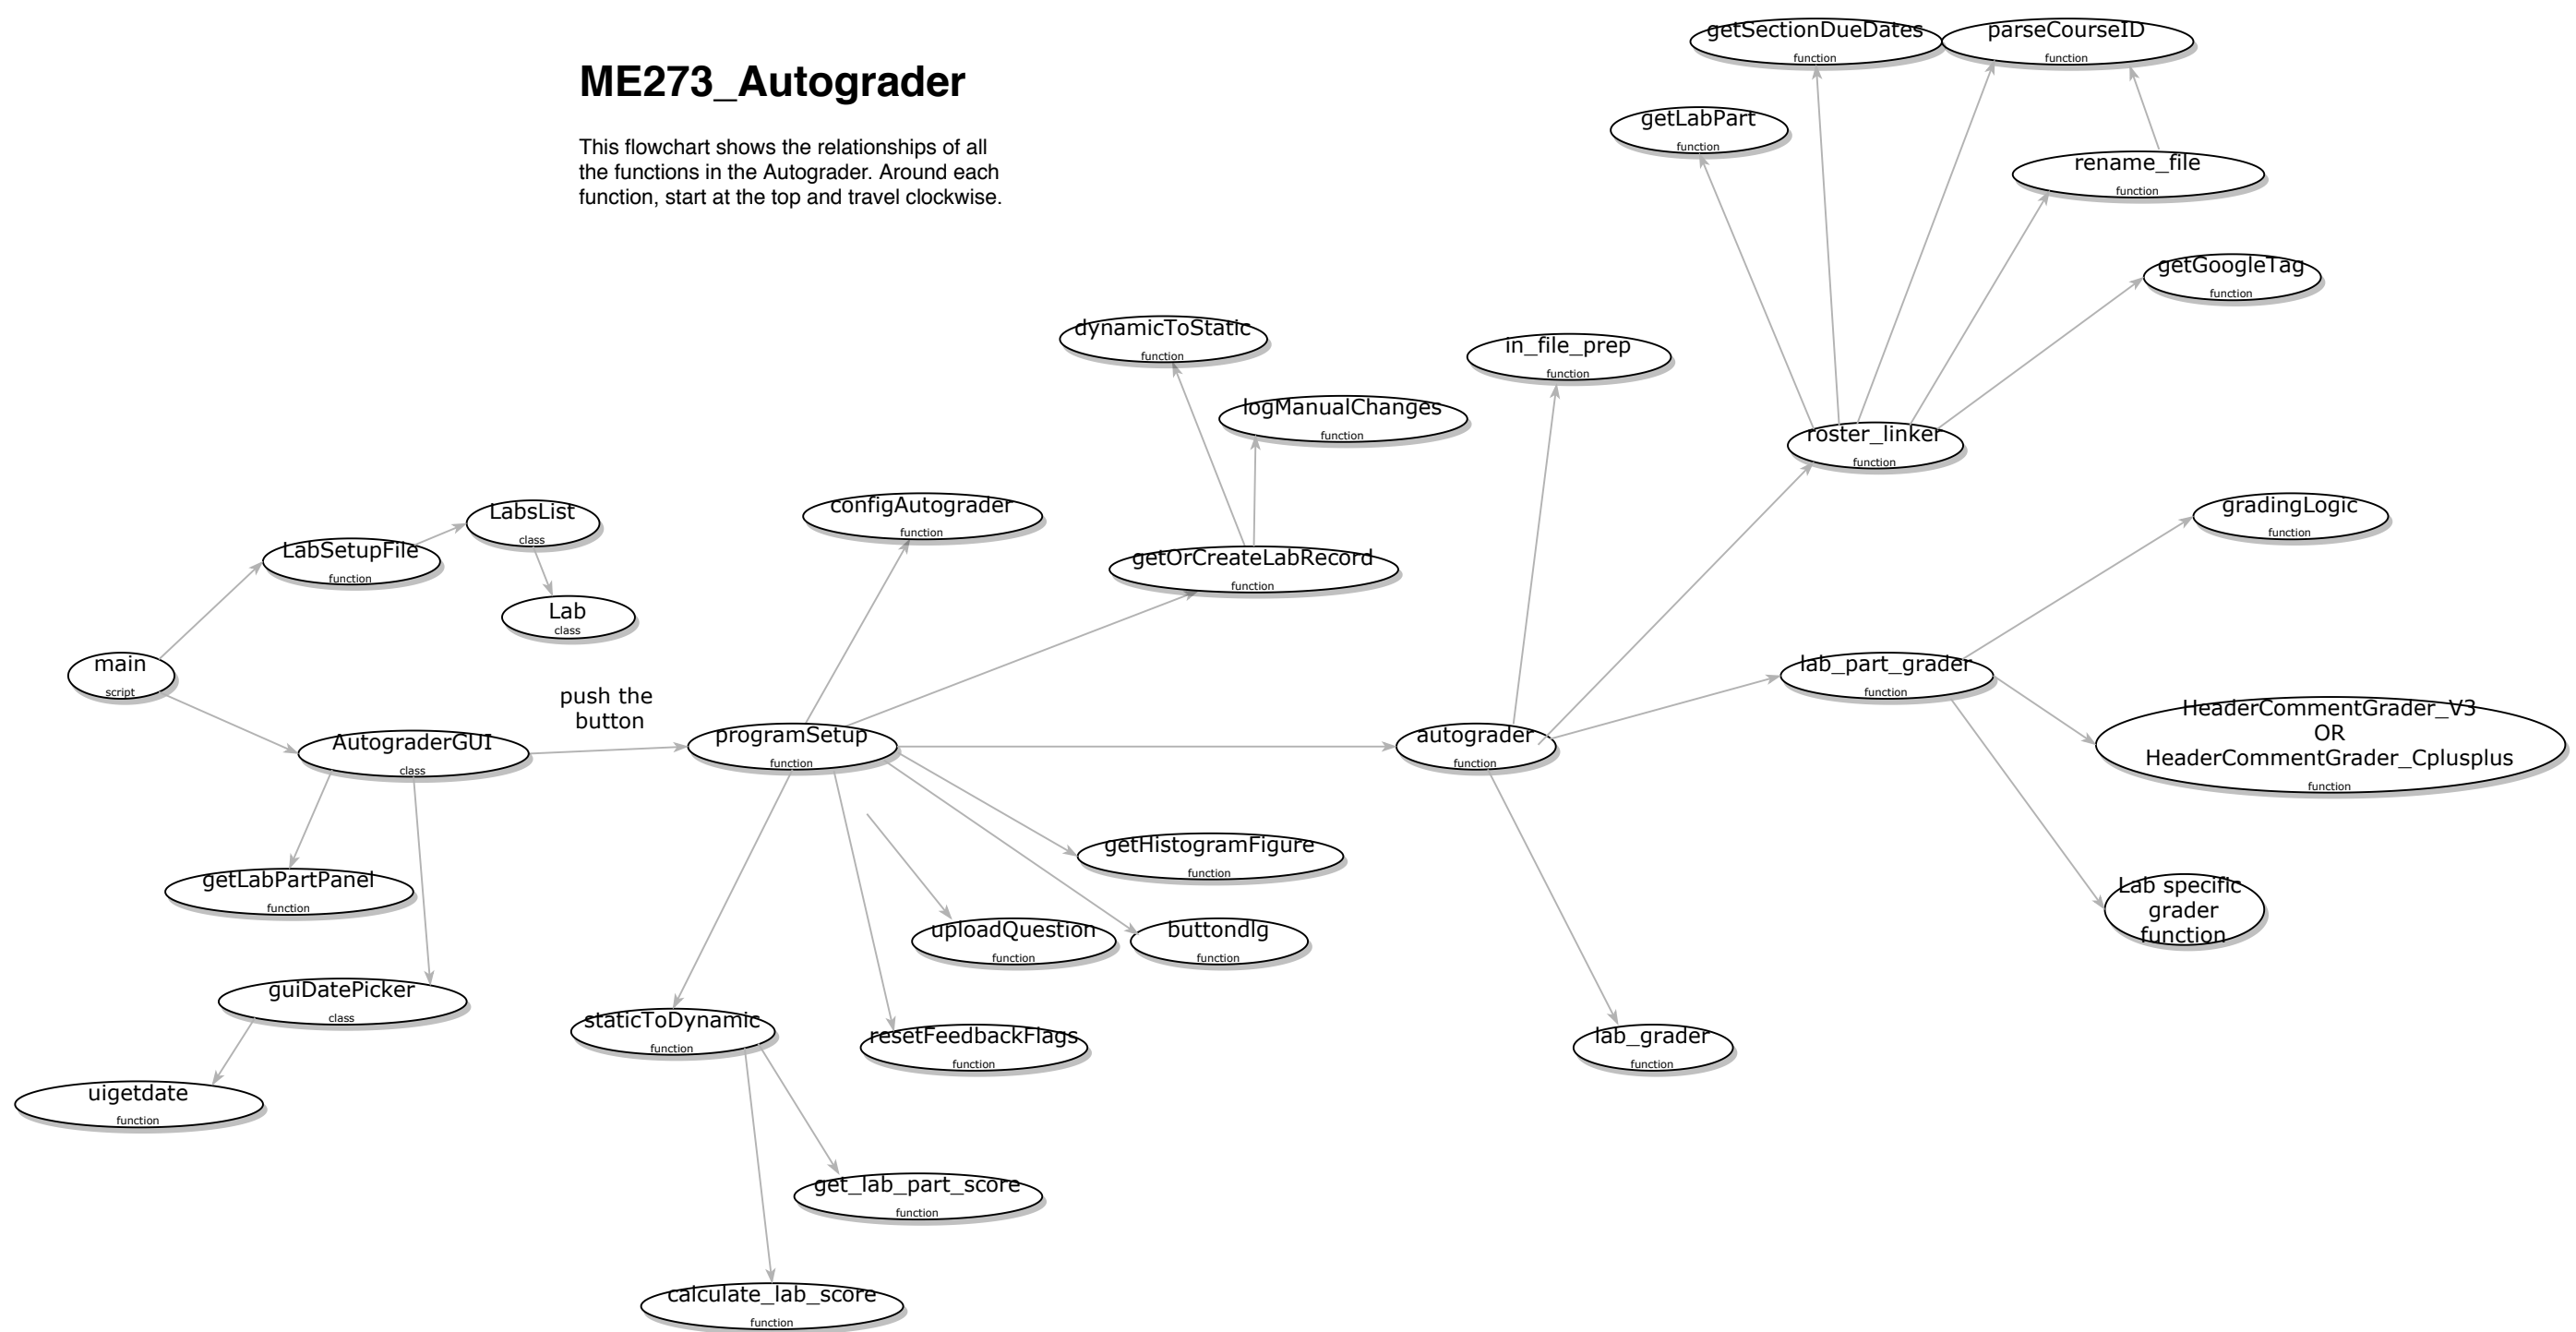 ME273_Autograder
This flowchart shows the relationships of all
the functions in the Autograder. Around each
function, start at the top and travel clockwise.
getSectionDueDates
function
parseCourseID
function
getLabPart
function
rename_file
function
getGoogleTag
function
dynamicToStatic
function
in_file_prep
function
logManualChanges
function
roster_linker
function
configAutograder
function
LabsList
class
gradingLogic
function
LabSetupFile
function
getOrCreateLabRecord
function
Lab
class
main
script
lab_part_grader
function
push the
button
AutograderGUI
class
programSetup
function
autograder
function
HeaderCommentGrader_V3
OR
HeaderCommentGrader_Cplusplus
function
getHistogramFigure
function
getLabPartPanel
function
Lab specific
grader
function
uploadQuestion
function
buttondlg
function
guiDatePicker
class
staticToDynamic
function
resetFeedbackFlags
function
lab_grader
function
uigetdate
function
get_lab_part_score
function
calculate_lab_score
function